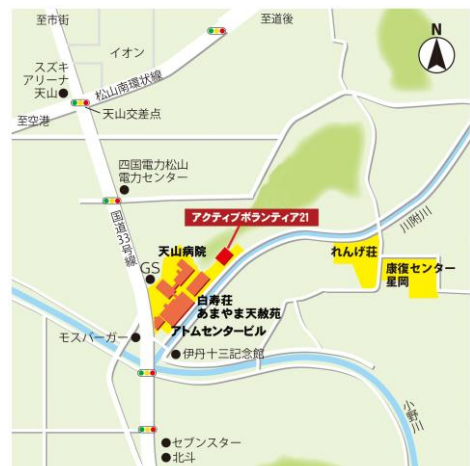 至市街
至道後
イオン
N
スズキ
アリーナ
天山
松山南環状線
至空港
天山交差点
四国電力松山
電力センター
国道33号線
アクティブボランティア21
川附川
天山病院
れんげ荘
康復センター
星岡
GS
白寿荘
あまやま天赦苑
アトムセンタービル
モスバーガー
伊丹十三記念館
小野川
セブンスター
北斗